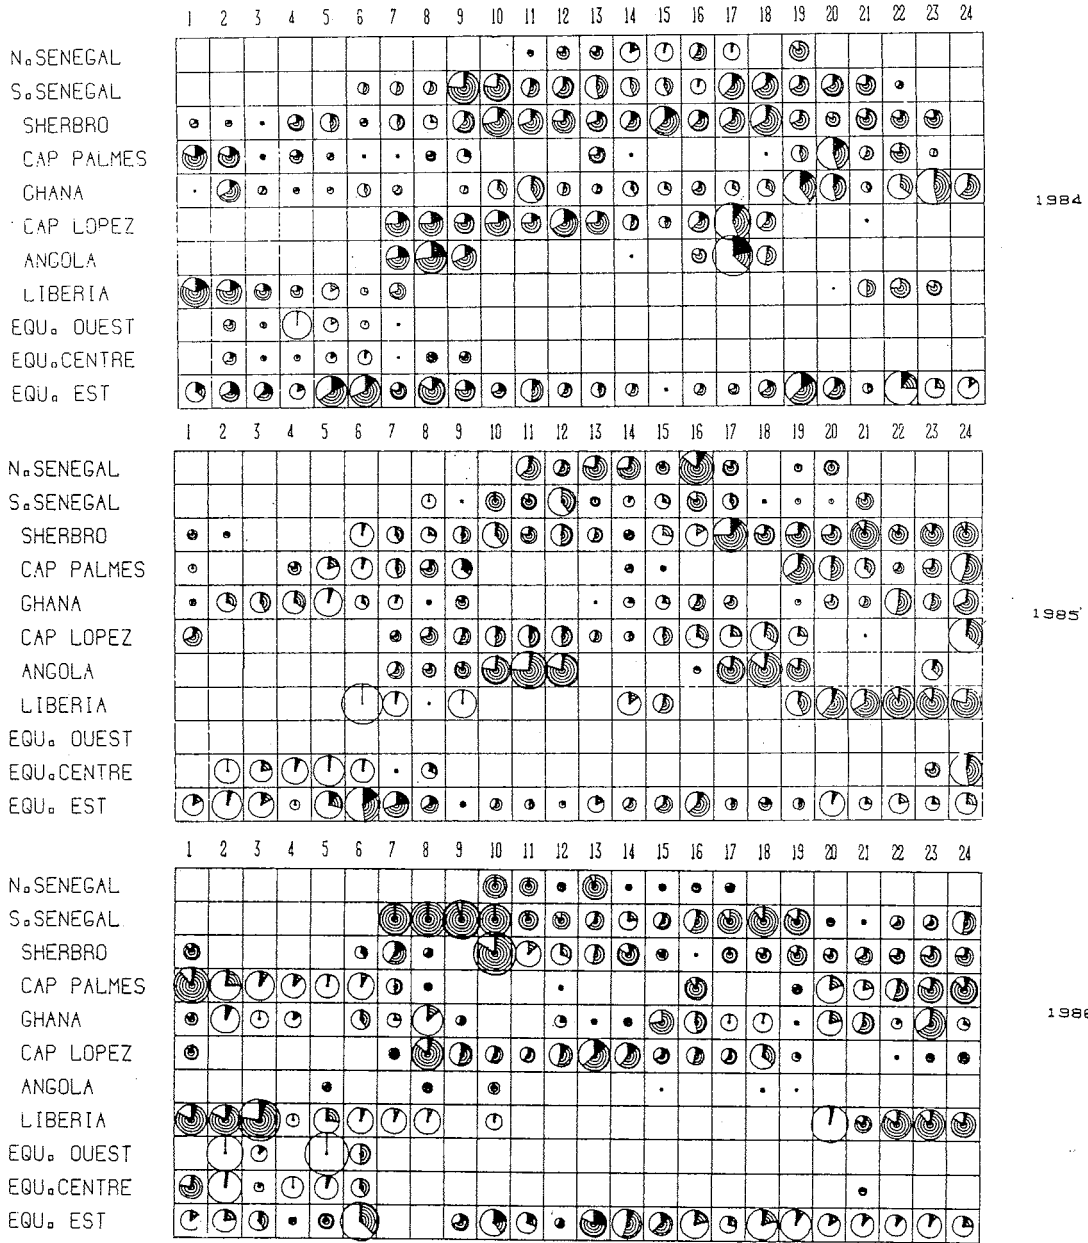 1 2 3 4 5 6 7 8 9 10 11 12 13 14 15 16 17 18 19 20 21 22 23 24
N.SENEGAL
S.SENEGAL
SHERBRO
CAP PALMES
GHANA
1984
CAP LOPEZ
ANGOLA
LIBERIA
EQU. OUEST
EQU.CENTRE
EQU. EST
1 2 3 4 5 6 7 8 9 10 11 12 13 14 15 16 17 18 19 20 21 22 23 24
N.SENEGAL
S.SENEGAL
SHERBRO
CAP PALMES
GHANA
1985
CAP LOPEZ
ANGOLA
LIBERIA
EQU. OUEST
EQU.CENTRE
EQU. EST
1 2 3 4 5 6 7 8 9 10 11 12 13 14 15 16 17 18 19 20 21 22 23 24
N.SENEGAL
S.SENEGAL
SHERBRO
CAP PALMES
GHANA
1986
CAP LOPEZ
ANGOLA
LIBERIA
EQU. OUEST
EQU.CENTRE
EQU. EST